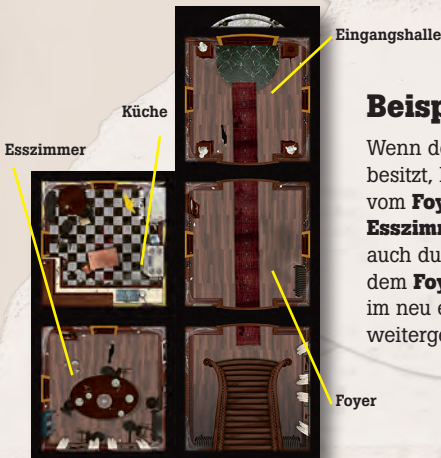 Eingangshalle
Küche
Esszimmer
Foyer
Beisp
Wenn de
besitzt,
vom Foy
Esszimm
auch du
dem Foy
im neu e
weiterge